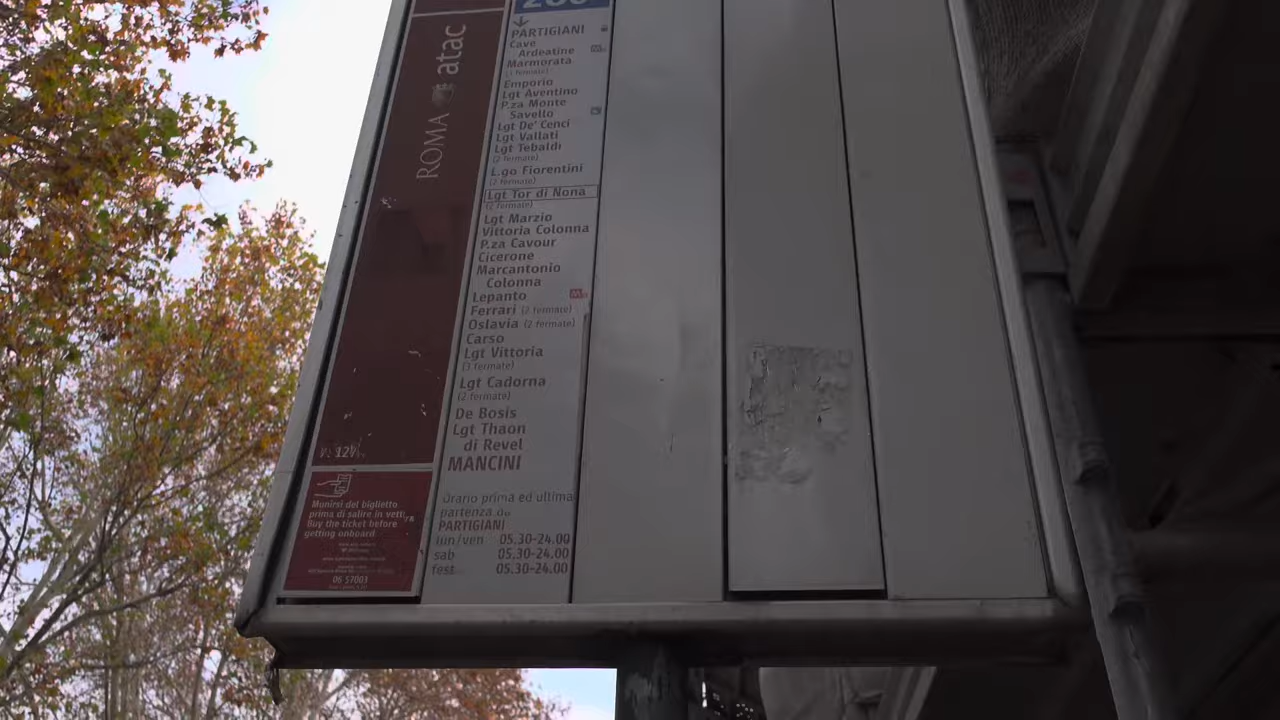 ROMA atac
PARTIGIANI
Cave
Ardeatine
Marmorata
(3 fermate)
Emporio
Lgt Aventino
P.za Monte
Savello
Lgt De' Cenci
Lgt Vallati
Lgt Tebaldi
(2 fermate)
L.go Fiorentini
(2 fermate)
Lgt Tor di Nona
(2 fermate)
Lgt Marzio
Vittoria Colonna
P.za Cavour
Cicerone
Marcantonio
Colonna
Lepanto
Ferrari (2 fermate)
Oslavia (2 fermate)
Carso
Lgt Vittoria
(3 fermate)
Lgt Cadorna
(2 fermate)
De Bosis
Lgt Thaon
di Revel
MANCINI
Orario prima ed ultima
partenza da
PARTIGIANI
lun/ven 05.30-24.00
sab 05.30-24.00
fest 05.30-24.00
Munirsi del biglietto
prima di salire in vettura
Buy the ticket before
getting onboard
06 57003